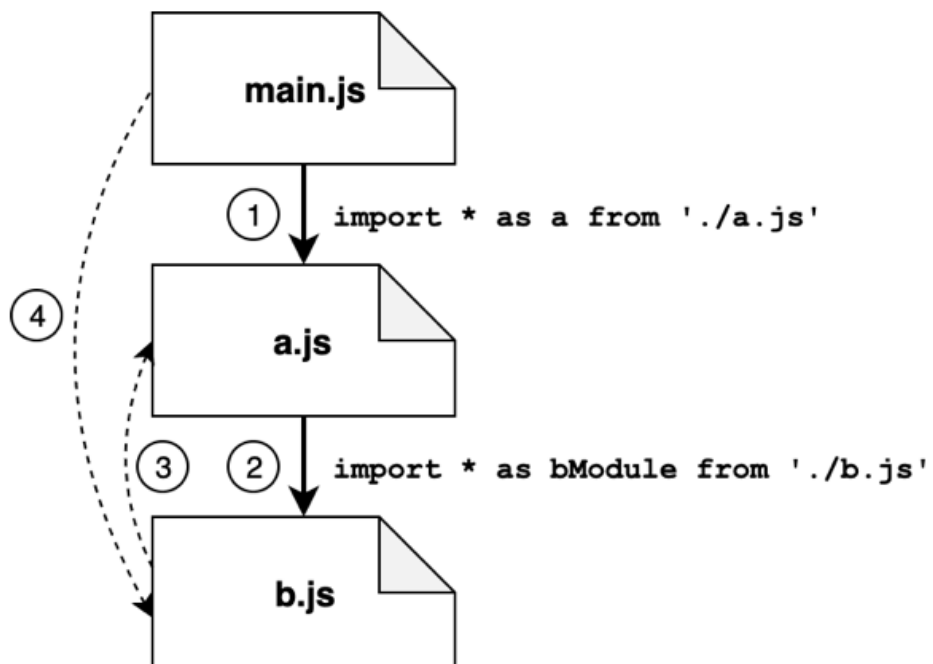 main.js
1
import * as a from './a.js'
4
a.js
3
2
import * as bModule from './b.js'
b.js